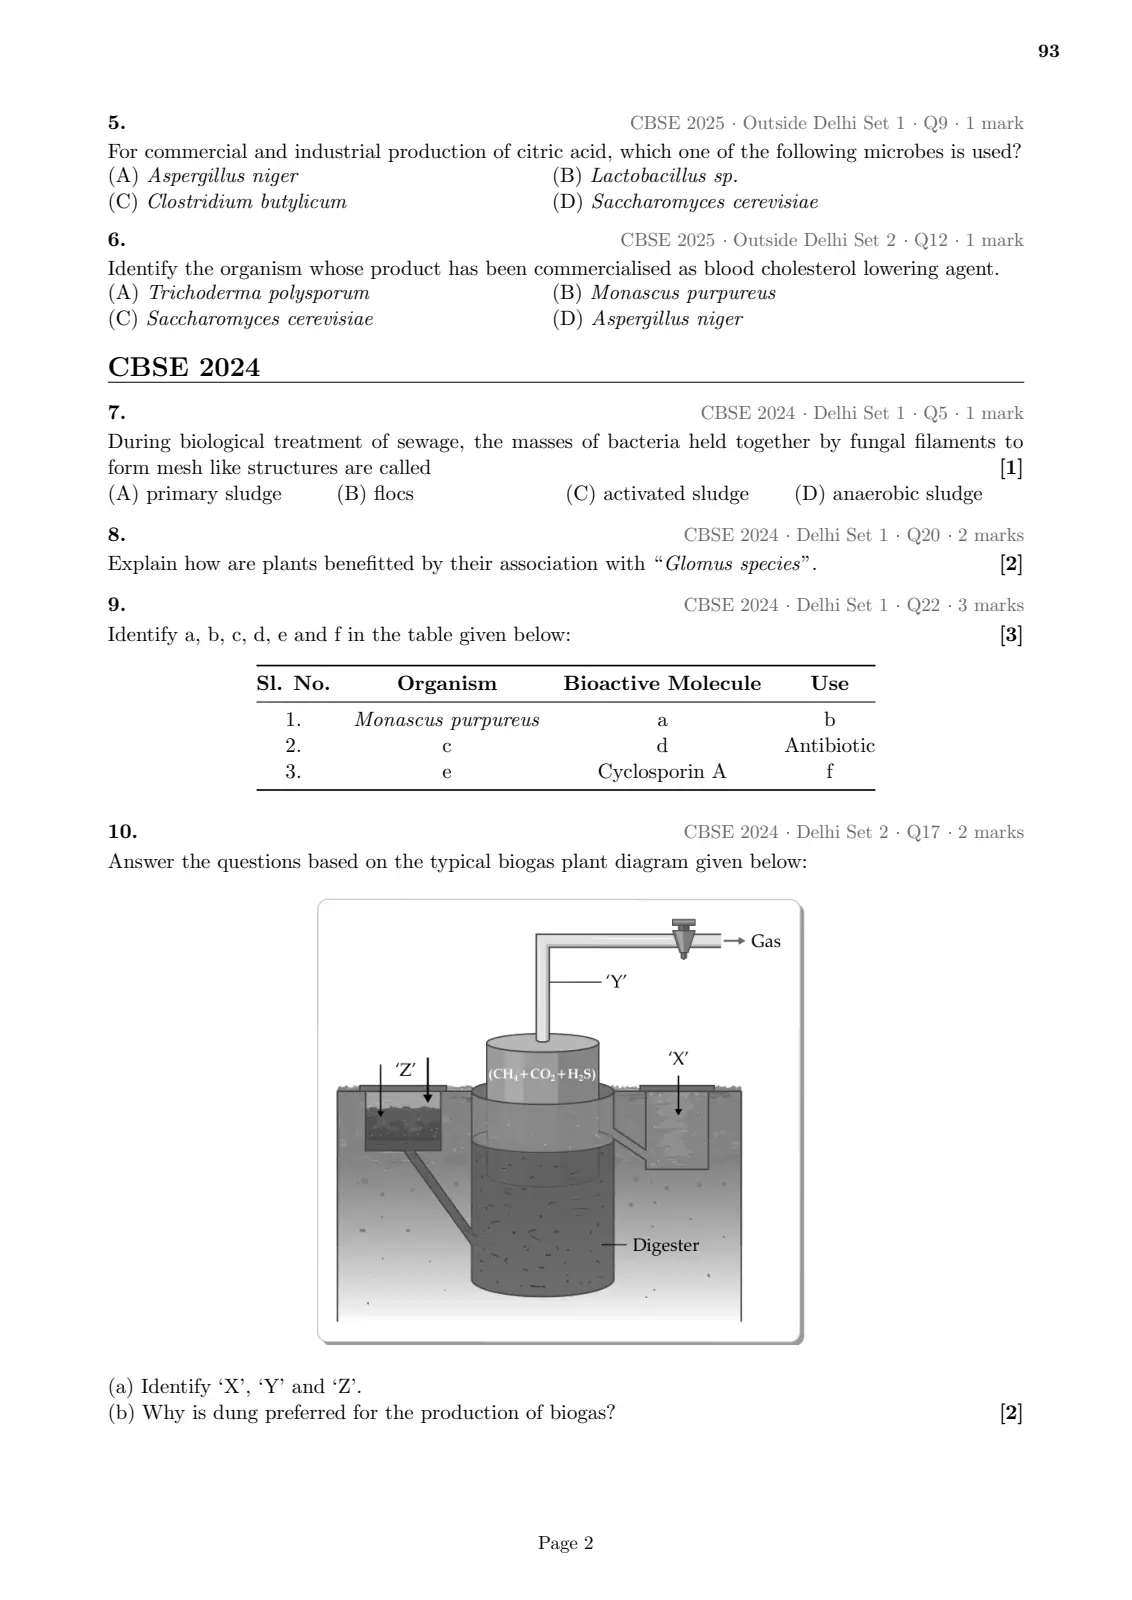 93
5. CBSE 2025 · Outside Delhi Set 1 · Q9 · 1 mark
For commercial and industrial production of citric acid, which one of the following microbes is used?
(A) Aspergillus niger (B) Lactobacillus sp.
(C) Clostridium butylicum (D) Saccharomyces cerevisiae
6. CBSE 2025 · Outside Delhi Set 2 · Q12 · 1 mark
Identify the organism whose product has been commercialised as blood cholesterol lowering agent.
(A) Trichoderma polysporum (B) Monascus purpureus
(C) Saccharomyces cerevisiae (D) Aspergillus niger
CBSE 2024
7. CBSE 2024 · Delhi Set 1 · Q5 · 1 mark
During biological treatment of sewage, the masses of bacteria held together by fungal filaments to
form mesh like structures are called [1]
(A) primary sludge (B) flocs (C) activated sludge (D) anaerobic sludge
8. CBSE 2024 · Delhi Set 1 · Q20 · 2 marks
Explain how are plants benefitted by their association with “Glomus species”. [2]
9. CBSE 2024 · Delhi Set 1 · Q22 · 3 marks
Identify a, b, c, d, e and f in the table given below: [3]
Sl. No. Organism Bioactive Molecule Use
1. Monascus purpureus a b
2. c d Antibiotic
3. e Cyclosporin A f
10. CBSE 2024 · Delhi Set 2 · Q17 · 2 marks
Answer the questions based on the typical biogas plant diagram given below:
Gas
‘Y’
‘X’
‘Z’
(CH₄+CO₂+H₂S)
Digester
(a) Identify ‘X’, ‘Y’ and ‘Z’.
(b) Why is dung preferred for the production of biogas? [2]
Page 2